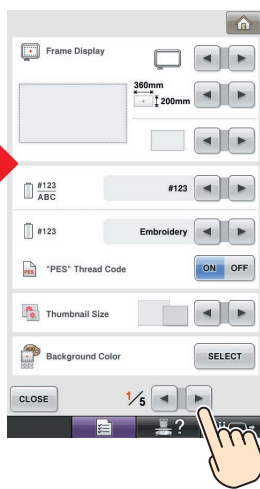 Frame Display
360mm
200mm
#123
ABC
#123
#123
Embroidery
PES
"PES" Thread Code
ON OFF
Thumbnail Size
Background Color
SELECT
CLOSE
1/5
?